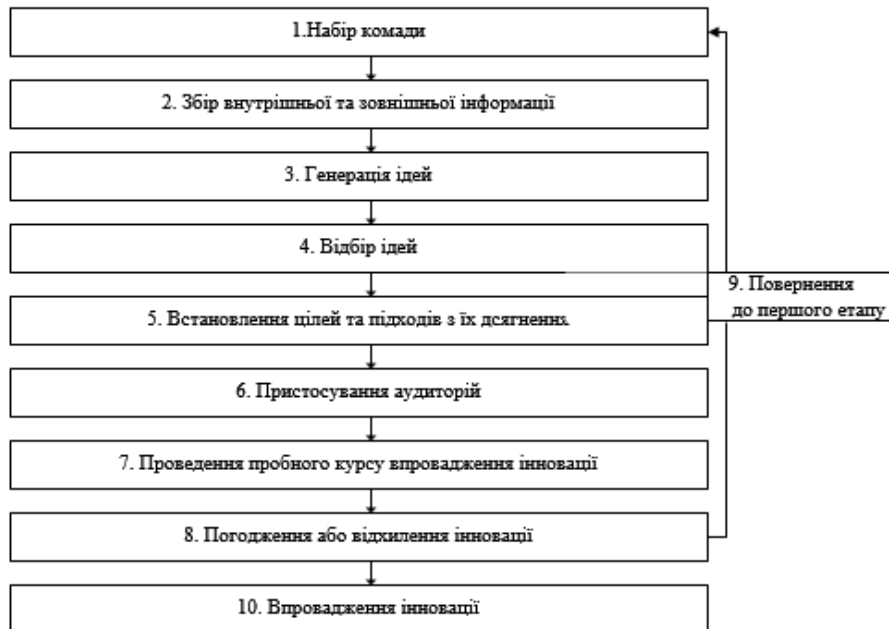 1.Набір комади
2. Збір внутрішньої та зовнішньої інформації
3. Генерація ідей
4. Відбір ідей
9. Повернення
до першого етапу
5. Встановлення цілей та підходів з їх дсягнення.
6. Пристосування аудиторій
7. Проведення пробного курсу впровадження інновації
8. Погодження або відхилення інновації
10. Впровадження інновації